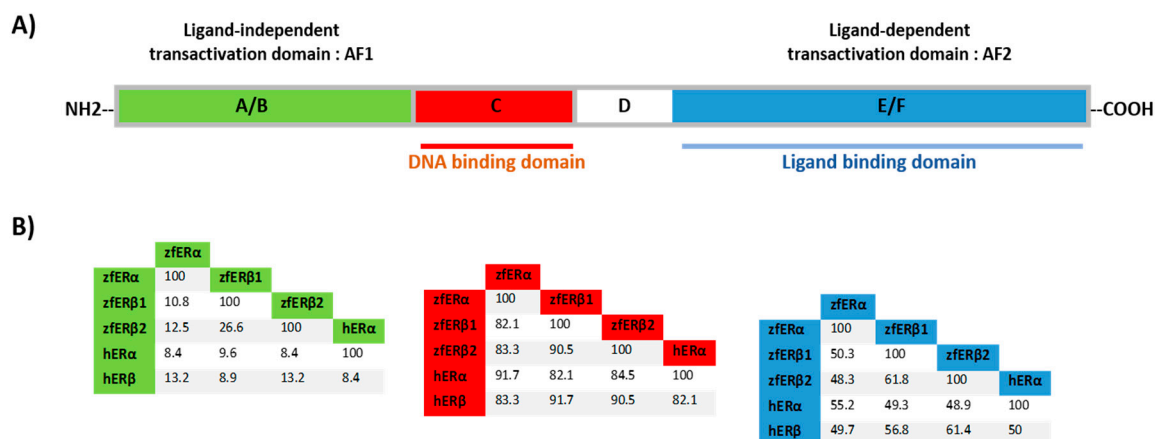 A)
Ligand-independent
transactivation domain : AF1
Ligand-dependent
transactivation domain : AF2
NH2-- A/B C D E/F --COOH
DNA binding domain
Ligand binding domain
B)
zfERα
zfERα 100 zfERβ1
zfERβ1 10.8 100 zfERβ2
zfERβ2 12.5 26.6 100 hERα
hERα 8.4 9.6 8.4 100
hERβ 13.2 8.9 13.2 8.4
zfERα
zfERα 100 zfERβ1
zfERβ1 82.1 100 zfERβ2
zfERβ2 83.3 90.5 100 hERα
hERα 91.7 82.1 84.5 100
hERβ 83.3 91.7 90.5 82.1
zfERα
zfERα 100 zfERβ1
zfERβ1 50.3 100 zfERβ2
zfERβ2 48.3 61.8 100 hERα
hERα 55.2 49.3 48.9 100
hERβ 49.7 56.8 61.4 50